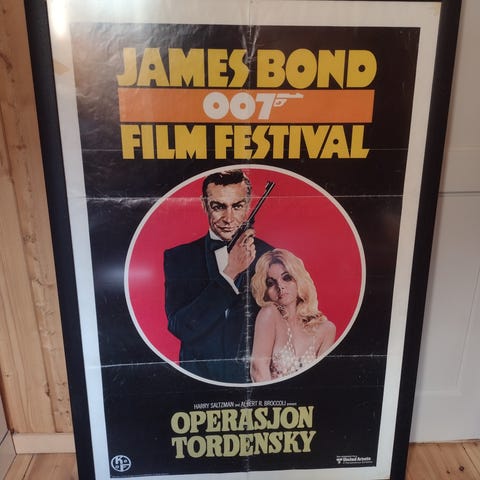 JAMES BOND
007
FILM FESTIVAL
HARRY SALTZMAN and ALBERT R. BROCCOLI present
OPERASJON
TORDENSKY
United Artists